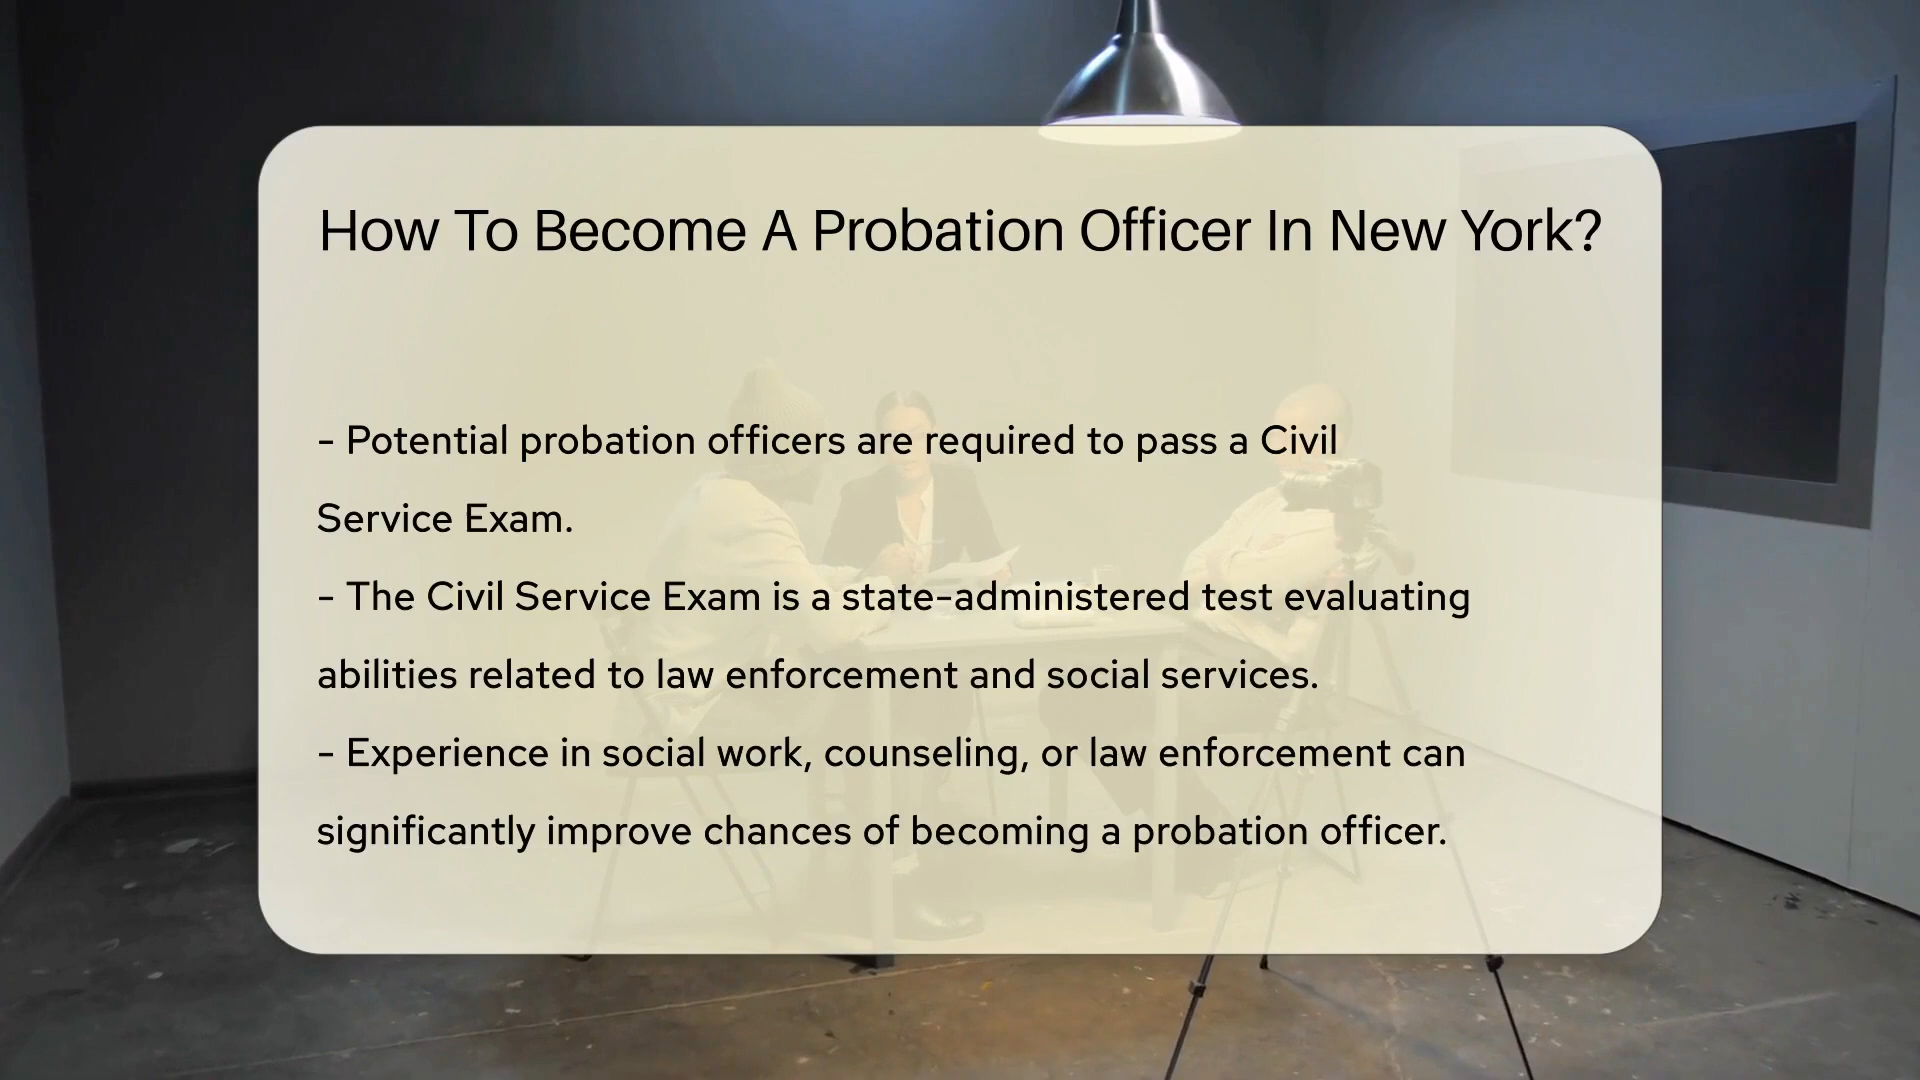 How To Become A Probation Officer In New York?
- Potential probation officers are required to pass a Civil
Service Exam.
- The Civil Service Exam is a state-administered test evaluating
abilities related to law enforcement and social services.
- Experience in social work, counseling, or law enforcement can
significantly improve chances of becoming a probation officer.